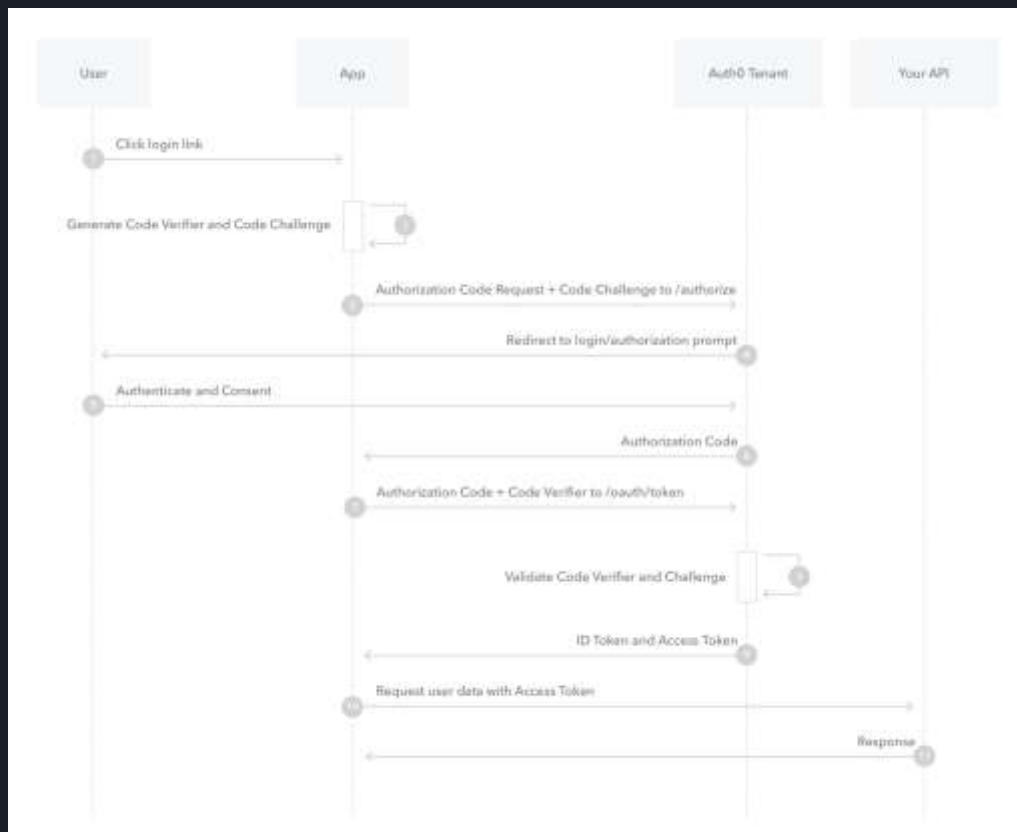 User
App
Auth0 Tenant
Your API
Click login link
Generate Code Verifier and Code Challenge
Authorization Code Request + Code Challenge to /authorize
Redirect to login/authorization prompt
Authenticate and Consent
Authorization Code
Authorization Code + Code Verifier to /oauth/token
Validate Code Verifier and Challenge
ID Token and Access Token
Request user data with Access Token
Response